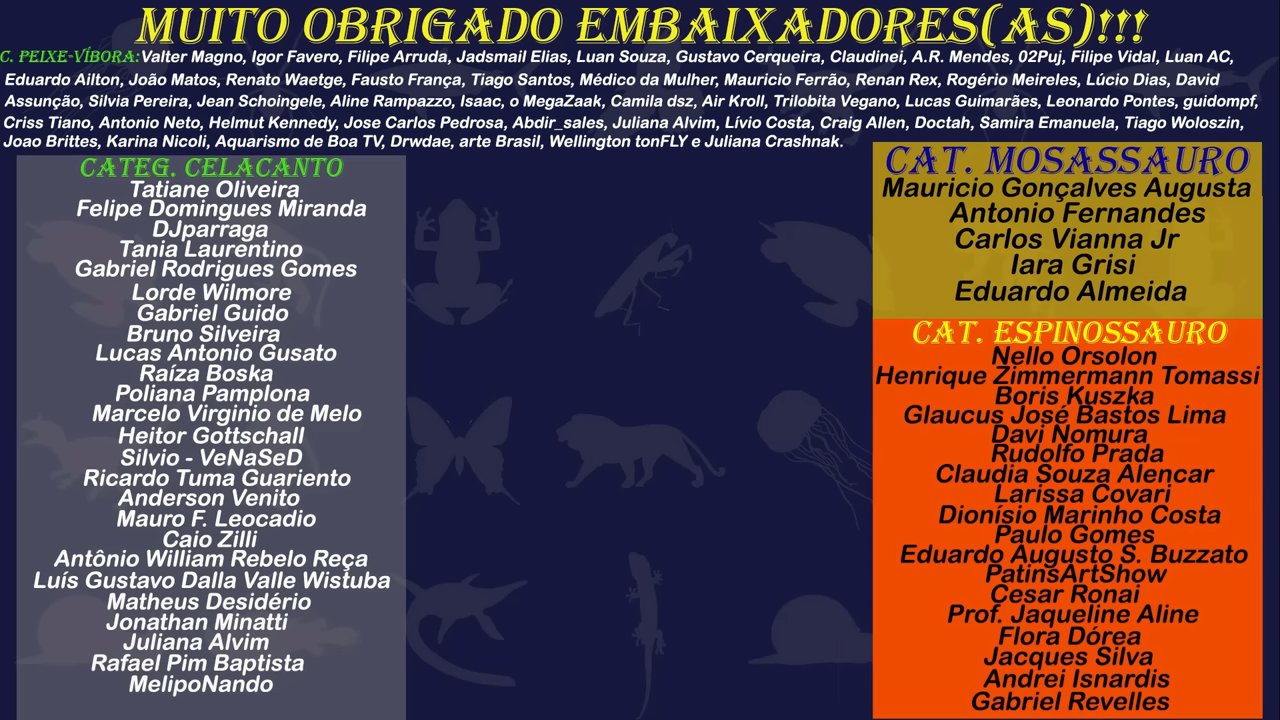 MUITO OBRIGADO EMBAIXADORES(AS)!!!
C. PEIXE-VÍBORA:Valter Magno, Igor Favero, Filipe Arruda, Jadsmail Elias, Luan Souza, Gustavo Cerqueira, Claudinei, A.R. Mendes, 02Puj, Filipe Vidal, Luan AC,
Eduardo Ailton, João Matos, Renato Waetge, Fausto França, Tiago Santos, Médico da Mulher, Mauricio Ferrão, Renan Rex, Rogério Meireles, Lúcio Dias, David
Assunção, Silvia Pereira, Jean Schoingele, Aline Rampazzo, Isaac, o MegaZaak, Camila dsz, Air Kroll, Trilobita Vegano, Lucas Guimarães, Leonardo Pontes, guidompf,
Criss Tiano, Antonio Neto, Helmut Kennedy, Jose Carlos Pedrosa, Abdir_sales, Juliana Alvim, Lívio Costa, Craig Allen, Doctah, Samira Emanuela, Tiago Woloszin,
Joao Brittes, Karina Nicoli, Aquarismo de Boa TV, Drwdae, arte Brasil, Wellington tonFLY e Juliana Crashnak.
CATEG. CELACANTO
Tatiane Oliveira
Felipe Domingues Miranda
DJparraga
Tania Laurentino
Gabriel Rodrigues Gomes
Lorde Wilmore
Gabriel Guido
Bruno Silveira
Lucas Antonio Gusato
Raíza Boska
Poliana Pamplona
Marcelo Virginio de Melo
Heitor Gottschall
Silvio - VeNaSeD
Ricardo Tuma Guariento
Anderson Venito
Mauro F. Leocadio
Caio Zilli
Antônio William Rebelo Reça
Luís Gustavo Dalla Valle Wistuba
Matheus Desidério
Jonathan Minatti
Juliana Alvim
Rafael Pim Baptista
MelipoNando
CAT. MOSASSAURO
Mauricio Gonçalves Augusta
Antonio Fernandes
Carlos Vianna Jr
Iara Grisi
Eduardo Almeida
CAT. ESPINOSSAURO
Nello Orsolon
Henrique Zimmermann Tomassi
Boris Kuszka
Glaucus José Bastos Lima
Davi Nomura
Rudolfo Prada
Claudia Souza Alencar
Larissa Covari
Dionísio Marinho Costa
Paulo Gomes
Eduardo Augusto S. Buzzato
PatinsArtShow
Cesar Ronai
Prof. Jaqueline Aline
Flora Dórea
Jacques Silva
Andrei Isnardis
Gabriel Revelles